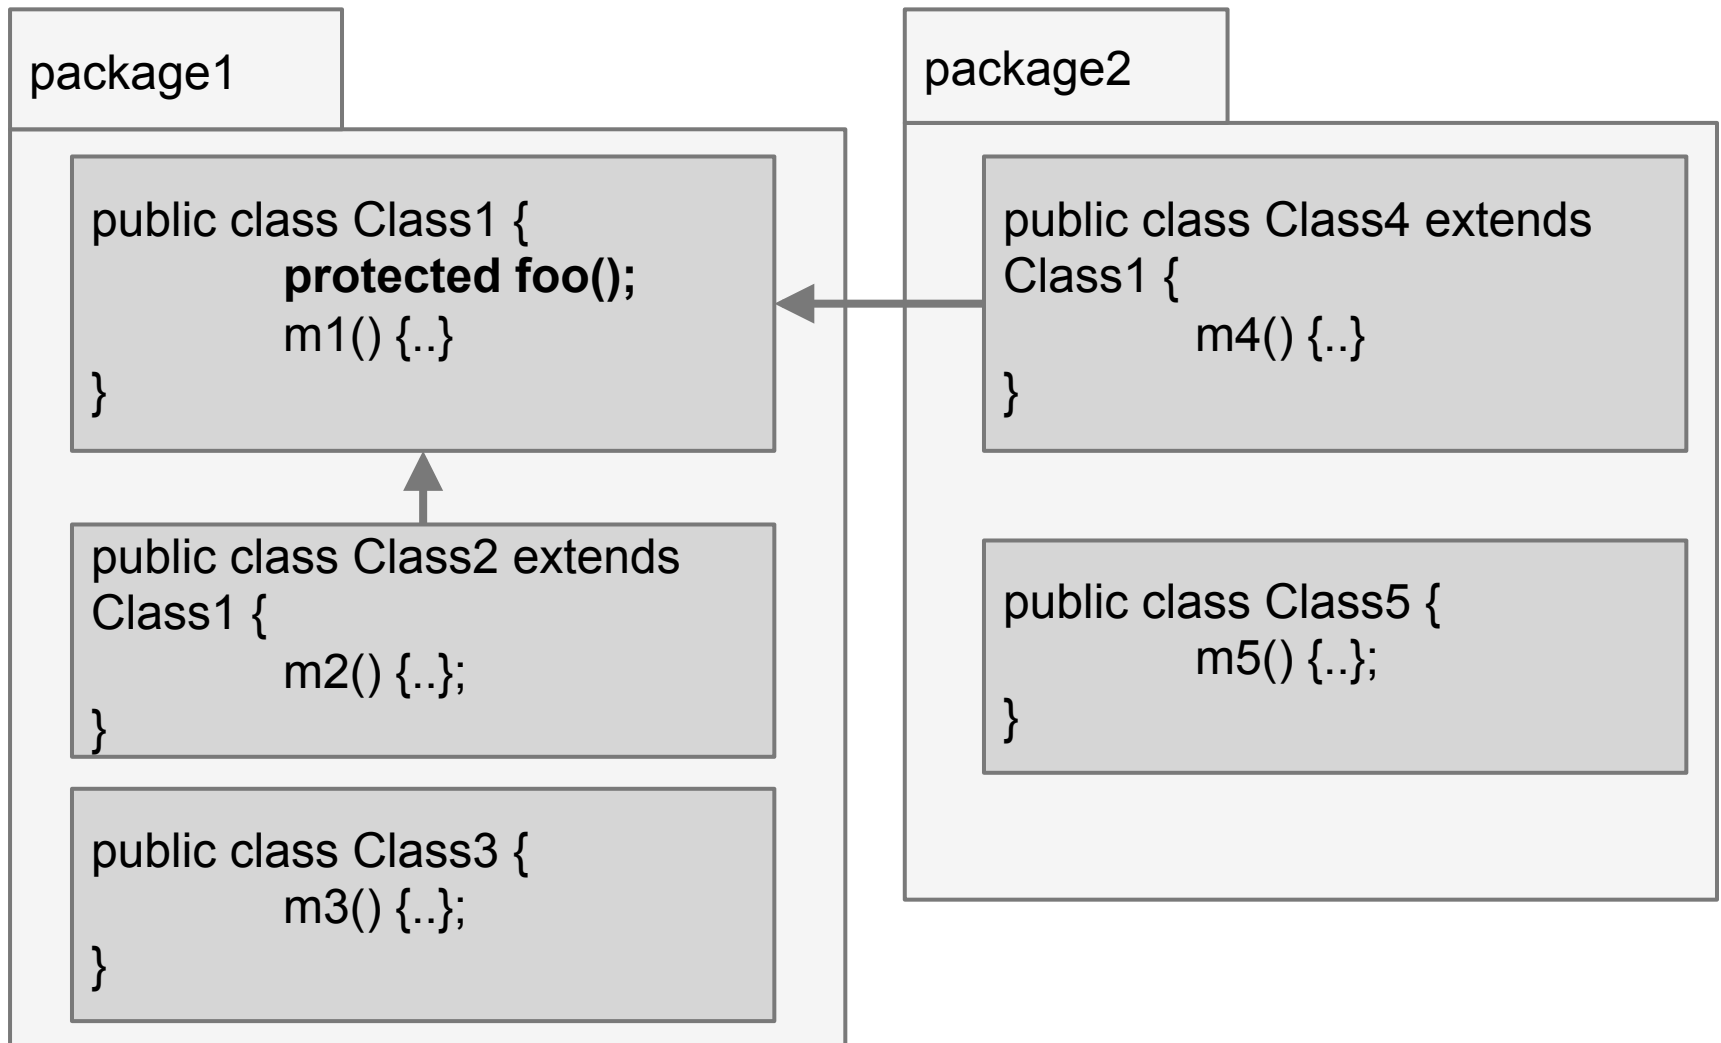 package1
public class Class1 {
protected foo();
m1() {..}
}
public class Class2 extends
Class1 {
m2() {..};
}
public class Class3 {
m3() {..};
}
package2
public class Class4 extends
Class1 {
m4() {..}
}
public class Class5 {
m5() {..};
}